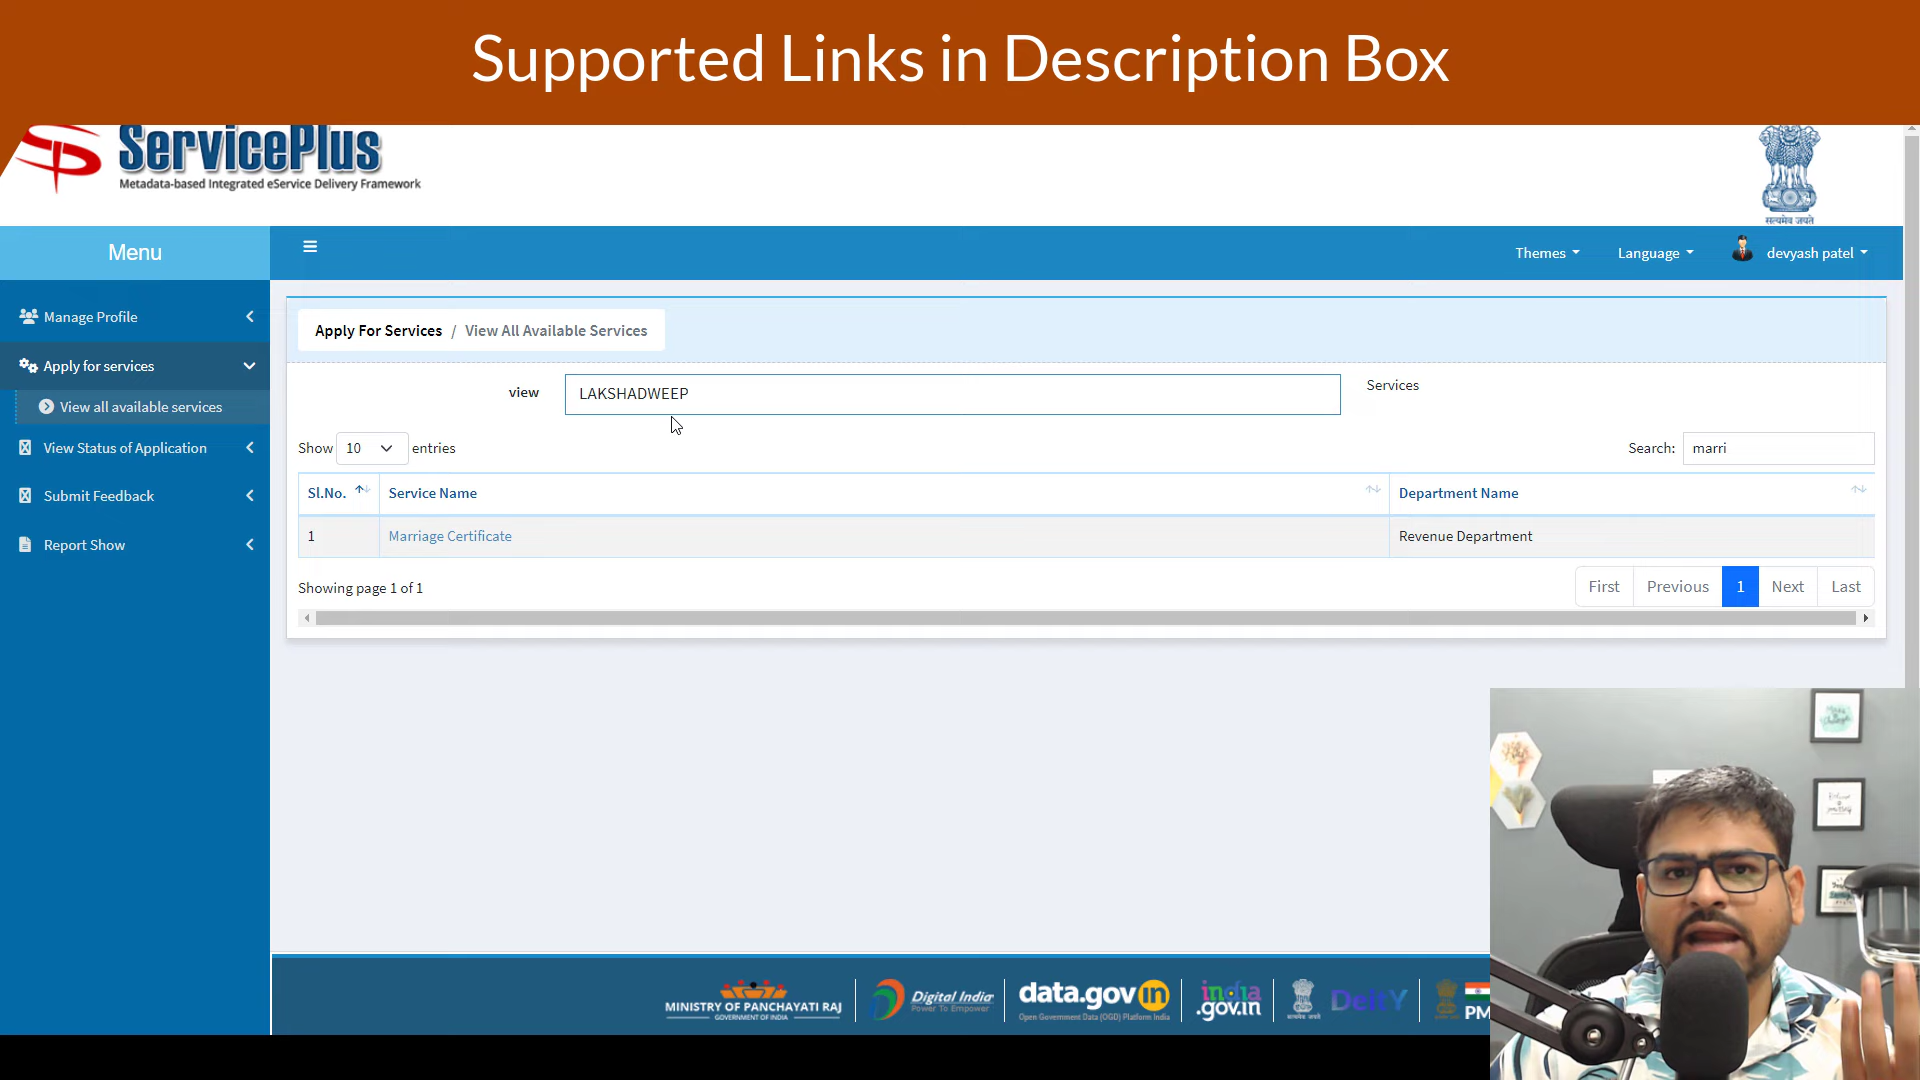 Supported Links in Description Box
ServicePlus
Metadata-based Integrated eService Delivery Framework
सत्यमेव जयते
Menu
Themes
Language
devyash patel
Manage Profile
Apply for services
View all available services
View Status of Application
Submit Feedback
Report Show
Apply For Services / View All Available Services
view LAKSHADWEEP Services
Show 10 entries
Search: marri
Sl.No. Service Name Department Name
1 Marriage Certificate Revenue Department
Showing page 1 of 1
First Previous 1 Next Last
MINISTRY OF PANCHAYATI RAJ
GOVERNMENT OF INDIA
Digital India
Power To Empower
data.gov in
Open Government Data (OGD) Platform India
india
.gov.in
DeitY
PM